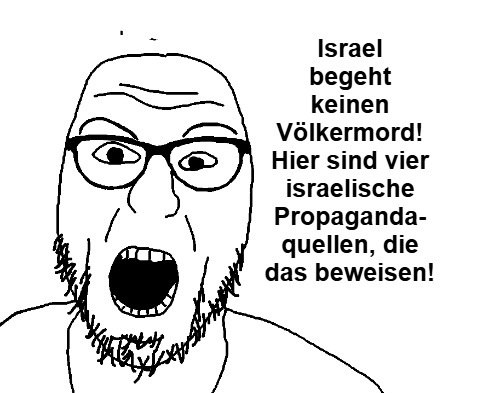 Israel
begeht
keinen
Völkermord!
Hier sind vier
israelische
Propaganda-
quellen, die
das beweisen!